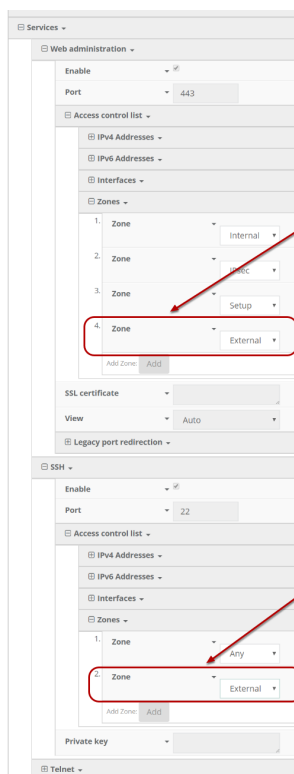 Services
Web administration
Enable
Port 443
Access control list
IPv4 Addresses
IPv6 Addresses
Interfaces
Zones
1. Zone Internal
2. Zone IPsec
3. Zone Setup
4. Zone External
Add Zone: Add
SSL certificate
View Auto
Legacy port redirection
SSH
Enable
Port 22
Access control list
IPv4 Addresses
IPv6 Addresses
Interfaces
Zones
1. Zone Any
2. Zone External
Add Zone: Add
Private key
Telnet